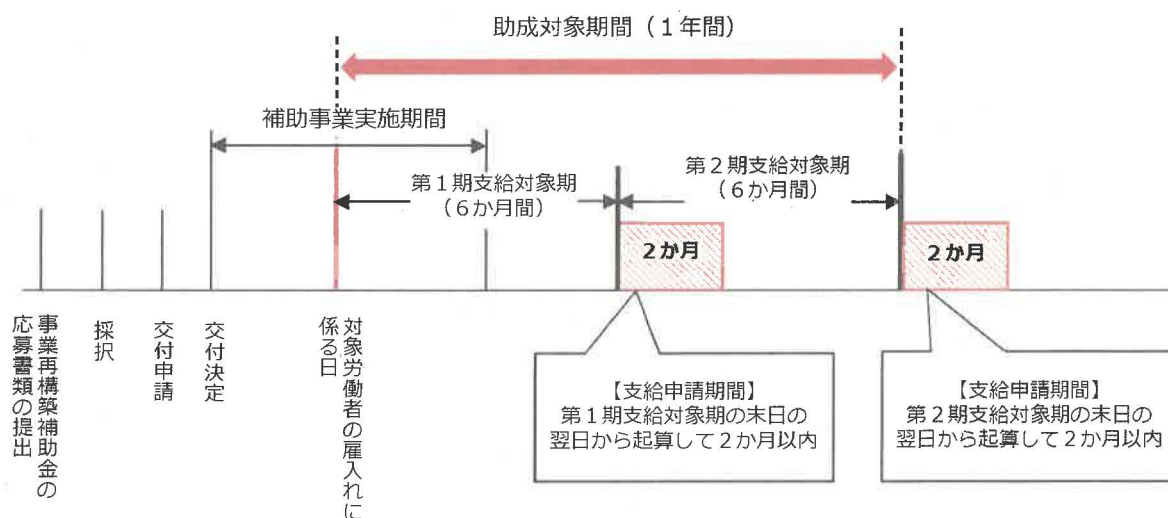 助成対象期間（１年間）
補助事業実施期間
第１期支給対象期
（６か月間）
第２期支給対象期
（６か月間）
２か月
２か月
事業再構築補助金の
応募書類の提出
採択
交付申請
交付決定
対象労働者の雇入れに
係る日
【支給申請期間】
第１期支給対象期の末日の
翌日から起算して２か月以内
【支給申請期間】
第２期支給対象期の末日の
翌日から起算して２か月以内